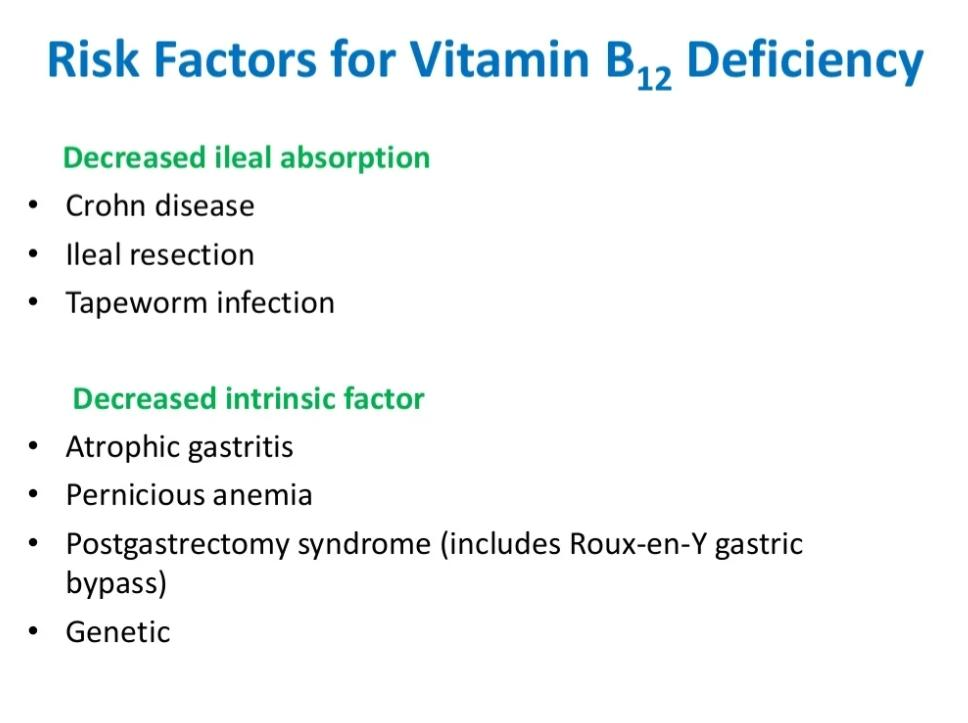 Risk Factors for Vitamin B12 Deficiency
Decreased ileal absorption
• Crohn disease
• Ileal resection
• Tapeworm infection
Decreased intrinsic factor
• Atrophic gastritis
• Pernicious anemia
• Postgastrectomy syndrome (includes Roux-en-Y gastric
bypass)
• Genetic